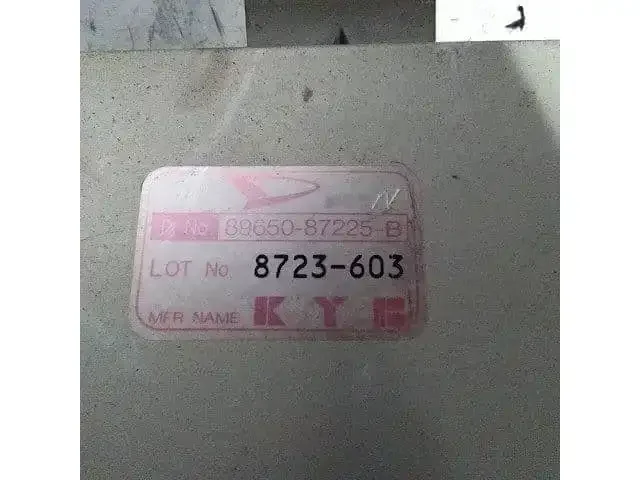 P/No. 89650-87225-B
LOT No. 8723-603
MFR NAME KYB